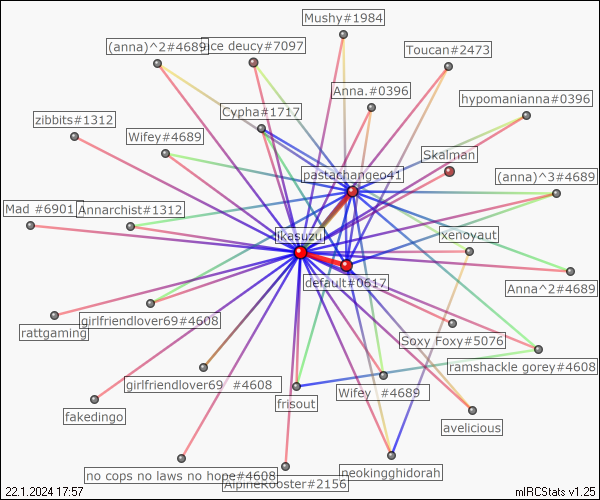 Mushy#1984
(anna)^2#4689
ace deucy#7097
Toucan#2473
Anna.#0396
hypomanianna#0396
Cypha#1717
zibbits#1312
Wifey#4689
Skalman
pastachangeo41
(anna)^3#4689
Mad #6901
Annarchist#1312
ikasuzu
xenoyaut
default#0617
Anna^2#4689
rattgaming
girlfriendlover69#4608
Soxy Foxy#5076
ramshackle gorey#4608
girlfriendlover69 #4608
Wifey #4689
frisout
fakedingo
avelicious
no cops no laws no hope#4608
AlpineRooster#2156
neokingghidorah
22.1.2024 17:57
mIRCStats v1.25